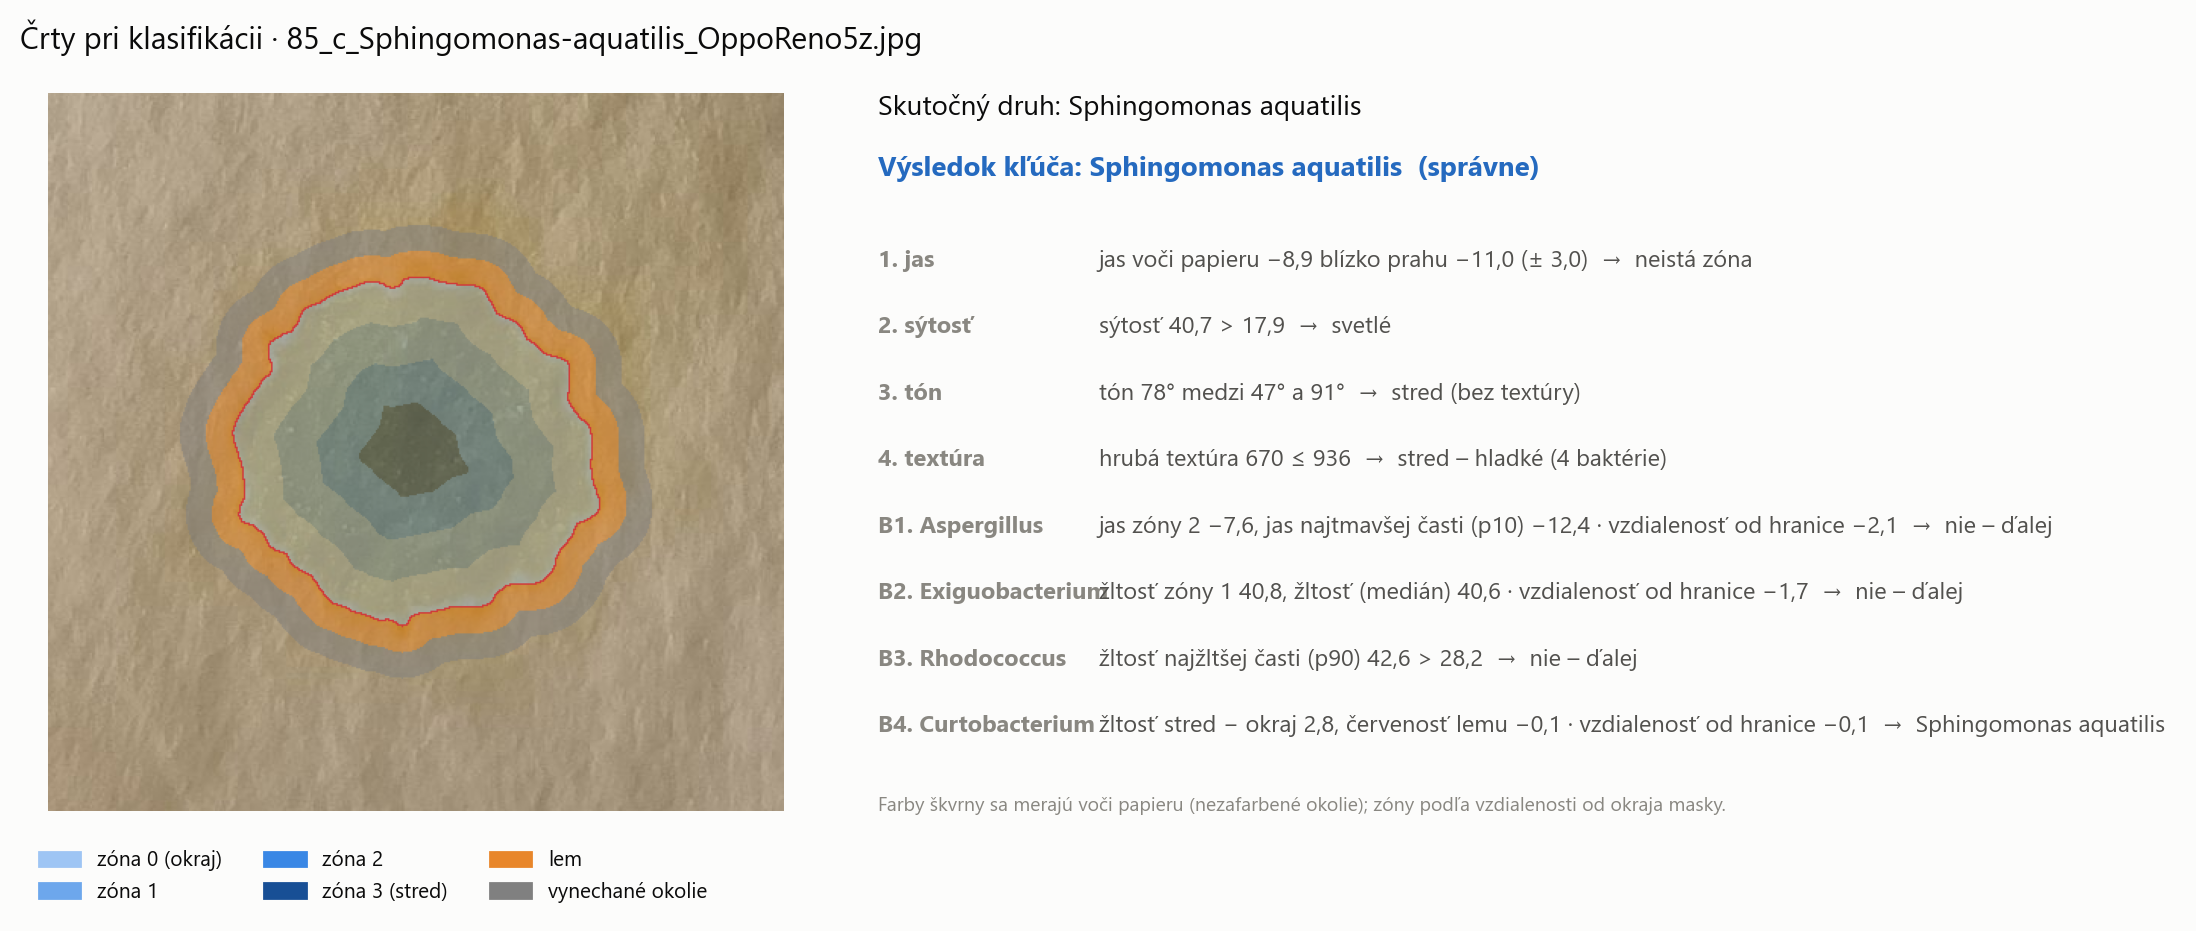 Črty pri klasifikácii · 85_c_Sphingomonas-aquatilis_OppoReno5z.jpg
Skutočný druh: Sphingomonas aquatilis
Výsledok kľúča: Sphingomonas aquatilis (správne)
1. jas jas voči papieru −8,9 blízko prahu −11,0 (± 3,0) → neistá zóna
2. sýtosť sýtosť 40,7 > 17,9 → svetlé
3. tón tón 78° medzi 47° a 91° → stred (bez textúry)
4. textúra hrubá textúra 670 ≤ 936 → stred – hladké (4 baktérie)
B1. Aspergillus jas zóny 2 −7,6, jas najtmavšej časti (p10) −12,4 · vzdialenosť od hranice −2,1 → nie – ďalej
B2. Exiguobacterium žltosť zóny 1 40,8, žltosť (medián) 40,6 · vzdialenosť od hranice −1,7 → nie – ďalej
B3. Rhodococcus žltosť najžltšej časti (p90) 42,6 > 28,2 → nie – ďalej
B4. Curtobacterium žltosť stred − okraj 2,8, červenosť lemu −0,1 · vzdialenosť od hranice −0,1 → Sphingomonas aquatilis
Farby škvrny sa merajú voči papieru (nezafarbené okolie); zóny podľa vzdialenosti od okraja masky.
zóna 0 (okraj) zóna 2 lem
zóna 1 zóna 3 (stred) vynechané okolie